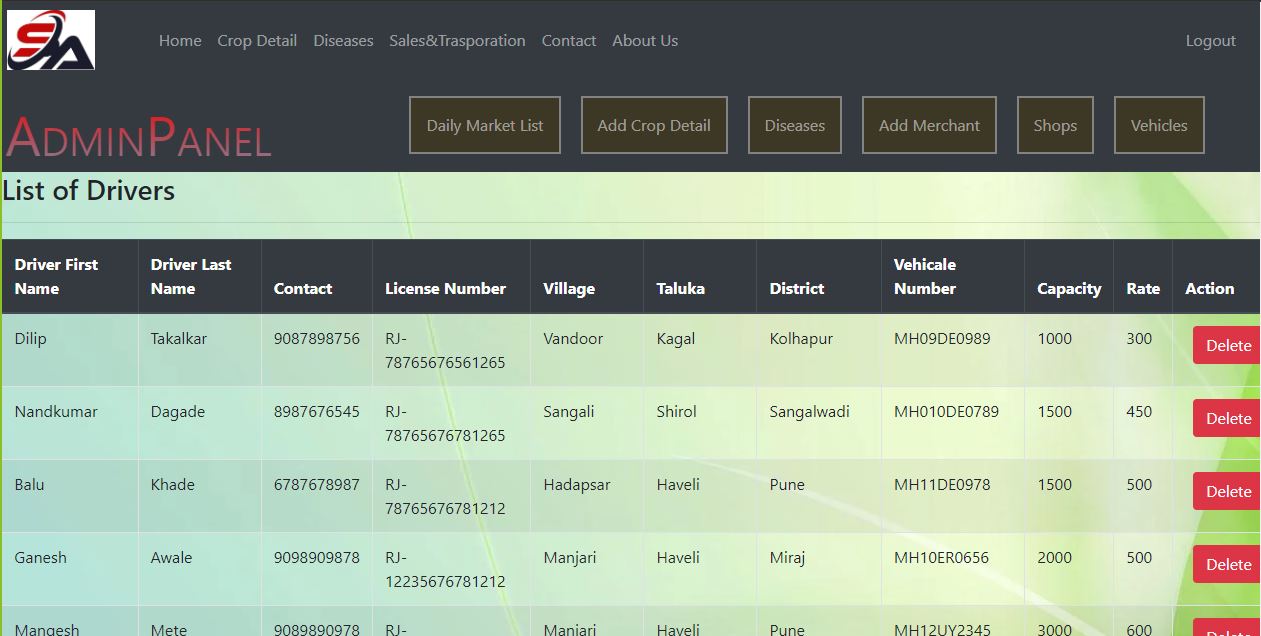 SA
Home Crop Detail Diseases Sales&Trasporation Contact About Us Logout
AdminPanel
Daily Market List Add Crop Detail Diseases Add Merchant Shops Vehicles
List of Drivers
Driver First Name Driver Last Name Contact License Number Village Taluka District Vehicale Number Capacity Rate Action
Dilip Takalkar 9087898756 RJ-78765676561265 Vandoor Kagal Kolhapur MH09DE0989 1000 300 Delete
Nandkumar Dagade 8987676545 RJ-78765676781265 Sangali Shirol Sangalwadi MH010DE0789 1500 450 Delete
Balu Khade 6787678987 RJ-78765676781212 Hadapsar Haveli Pune MH11DE0978 1500 500 Delete
Ganesh Awale 9098909878 RJ-12235676781212 Manjari Haveli Miraj MH10ER0656 2000 500 Delete
Mangesh Mete 9089890978 RJ- Manjari Haveli Pune MH12UY2345 3000 600 Delete